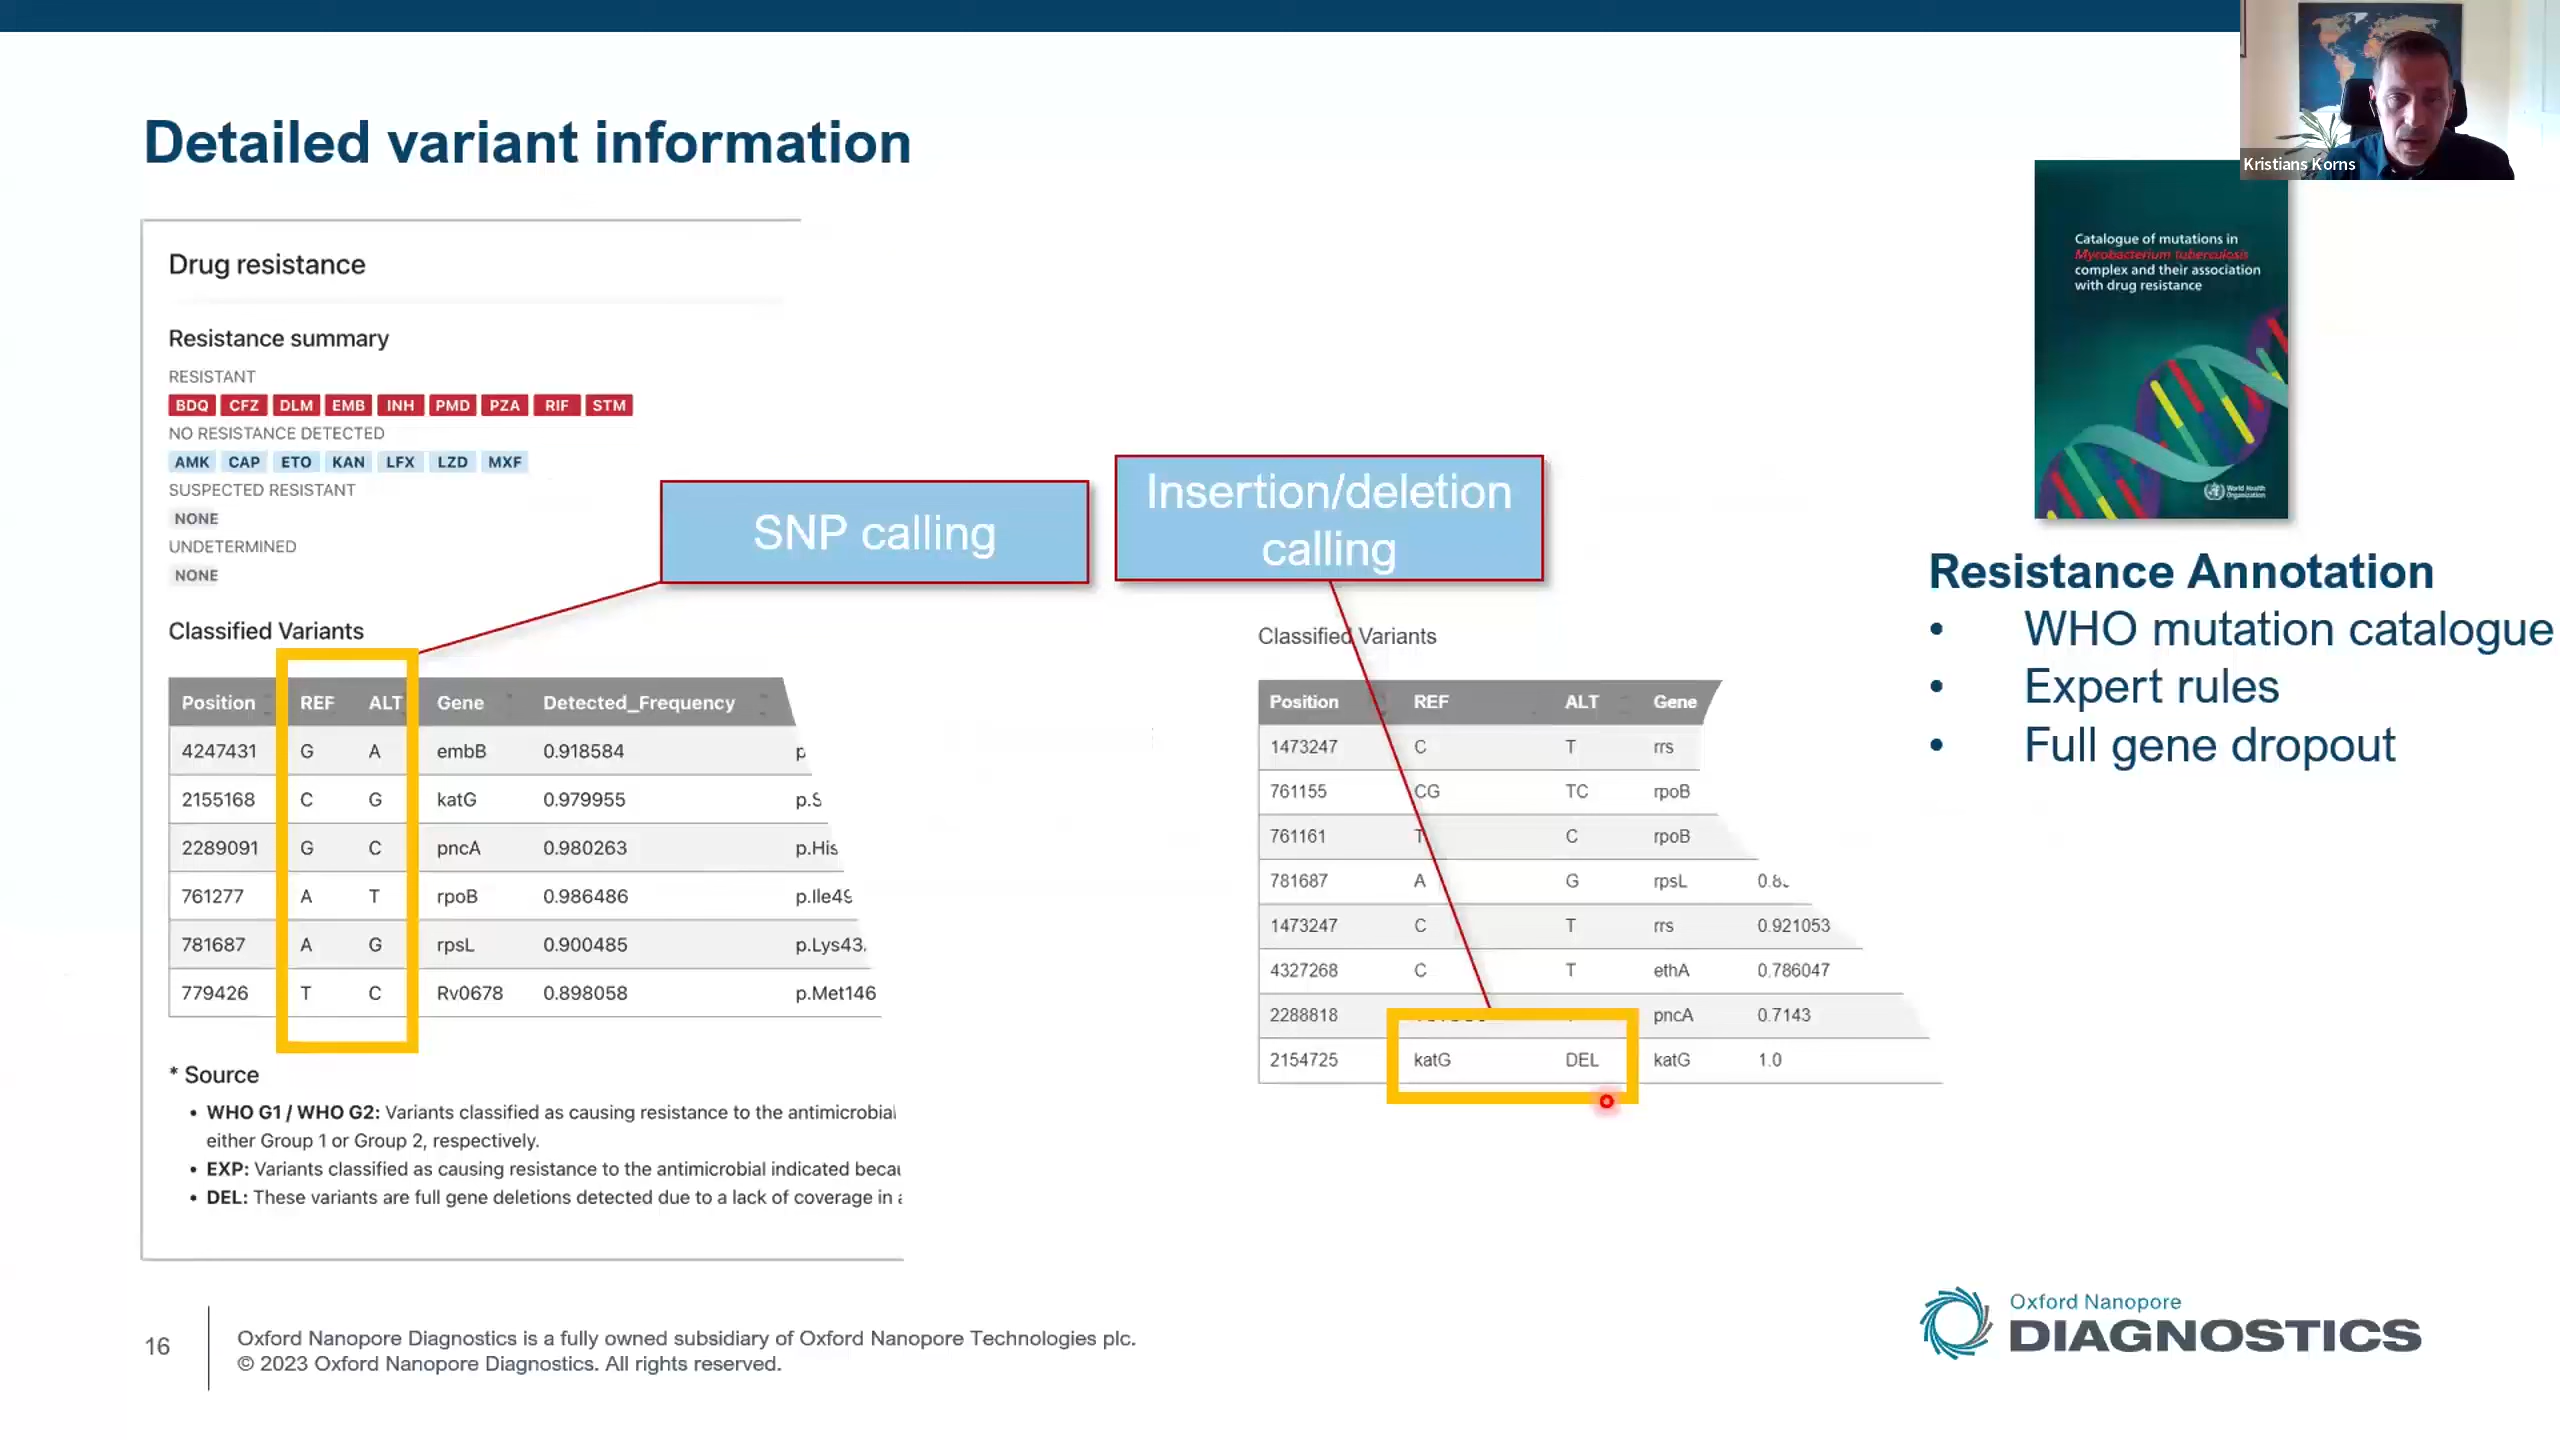 Detailed variant information
Kristians Korns
Drug resistance
Resistance summary
RESISTANT
BDQ CFZ DLM EMB INH PMD PZA RIF STM
NO RESISTANCE DETECTED
AMK CAP ETO KAN LFX LZD MXF
SUSPECTED RESISTANT
NONE
UNDETERMINED
NONE
SNP calling
Classified Variants
Position REF ALT Gene Detected_Frequency
4247431 G A embB 0.918584 p
2155168 C G katG 0.979955 p.S
2289091 G C pncA 0.980263 p.His
761277 A T rpoB 0.986486 p.Ile49
781687 A G rpsL 0.900485 p.Lys43.
779426 T C Rv0678 0.898058 p.Met146
* Source
• WHO G1 / WHO G2: Variants classified as causing resistance to the antimicrobial
either Group 1 or Group 2, respectively.
• EXP: Variants classified as causing resistance to the antimicrobial indicated becau
• DEL: These variants are full gene deletions detected due to a lack of coverage in
Insertion/deletion
calling
Classified Variants
Position REF ALT Gene
1473247 C T rrs
761155 CG TC rpoB
761161 T C rpoB
781687 A G rpsL 0.8
1473247 C T rrs 0.921053
4327268 C T ethA 0.786047
2288818 pncA 0.7143
2154725 katG DEL katG 1.0
Catalogue of mutations in
Mycobacterium tuberculosis
complex and their association
with drug resistance
World Health
Organization
Resistance Annotation
• WHO mutation catalogue
• Expert rules
• Full gene dropout
16
Oxford Nanopore Diagnostics is a fully owned subsidiary of Oxford Nanopore Technologies plc.
© 2023 Oxford Nanopore Diagnostics. All rights reserved.
Oxford Nanopore
DIAGNOSTICS